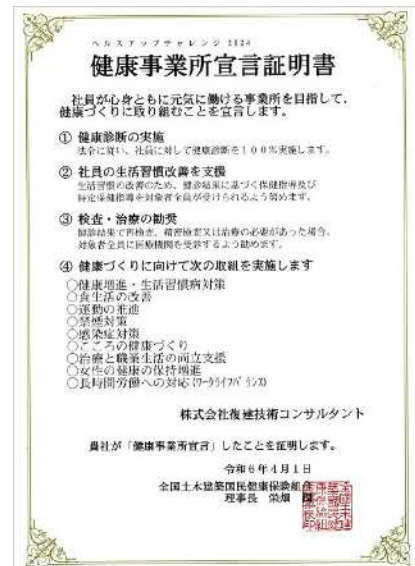 ヘルスアップチャレンジ 2024
健康事業所宣言証明書
社員が心身ともに元気に働ける事業所を目指して、
健康づくりに取り組むことを宣言します。
① 健康診断の実施
法令に従い、社員に対して健康診断を100%実施します。
② 社員の生活習慣改善を支援
生活習慣の改善のため、健診結果に基づく保健指導及び
特定保健指導を対象者全員が受けられるよう努めます。
③ 検査・治療の勧奨
健診結果で再検査、精密検査又は治療の必要があった場合、
対象者全員に医療機関を受診するよう勧めます。
④ 健康づくりに向けて次の取組を実施します
○健康増進・生活習慣病対策
○食生活の改善
○運動の推進
○禁煙対策
○感染症対策
○こころの健康づくり
○治療と職業生活の両立支援
○女性の健康の保持増進
○長時間労働への対応(ワークライフバランス)
株式会社復建技術コンサルタント
貴社が「健康事業所宣言」したことを証明します。
令和6年4月1日
全国土木建築国民健康保険組合
理事長 栄畑